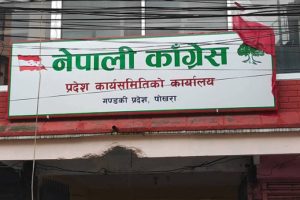 नेपाली काँग्रेस
प्रदेश कार्यसमितिको कार्यालय
गण्डकी प्रदेश, पोखरा